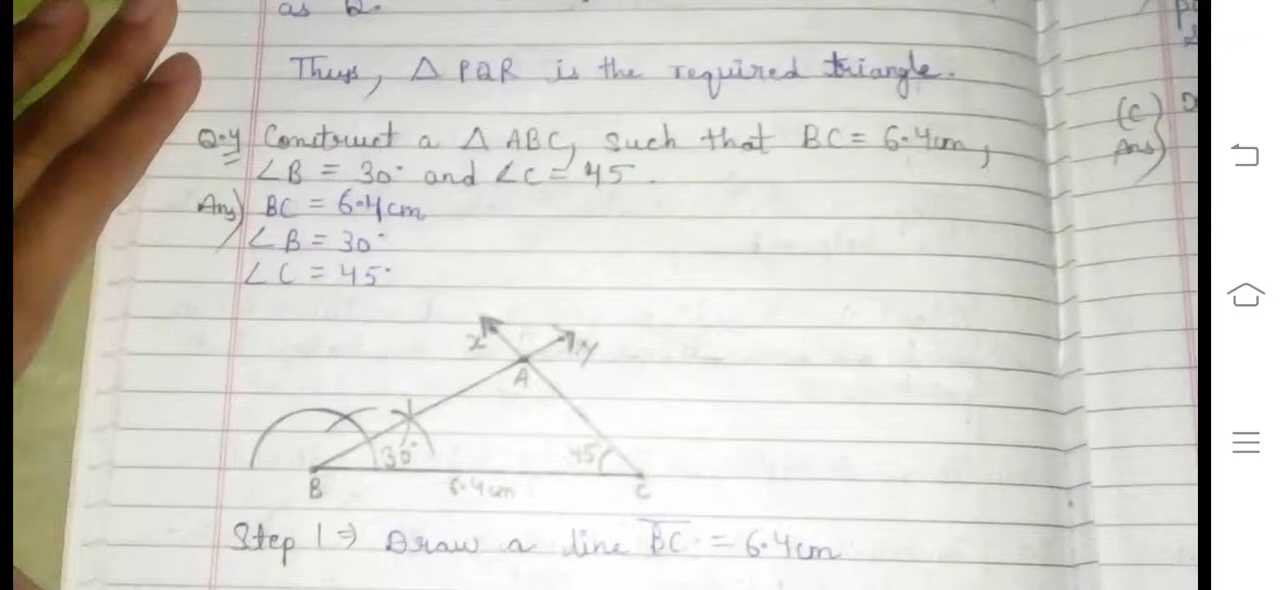 as Q.
Thus, △ PQR is the required triangle.
Q.4 Construct a △ ABC, such that BC = 6.4cm,
∠B = 30° and ∠C = 45.
Ans) BC = 6.4cm
∠B = 30°
∠C = 45°
x y
A
30° 45
B 6.4cm C
Step 1 ⇒ Draw a line BC = 6.4cm
(C)
Ans)